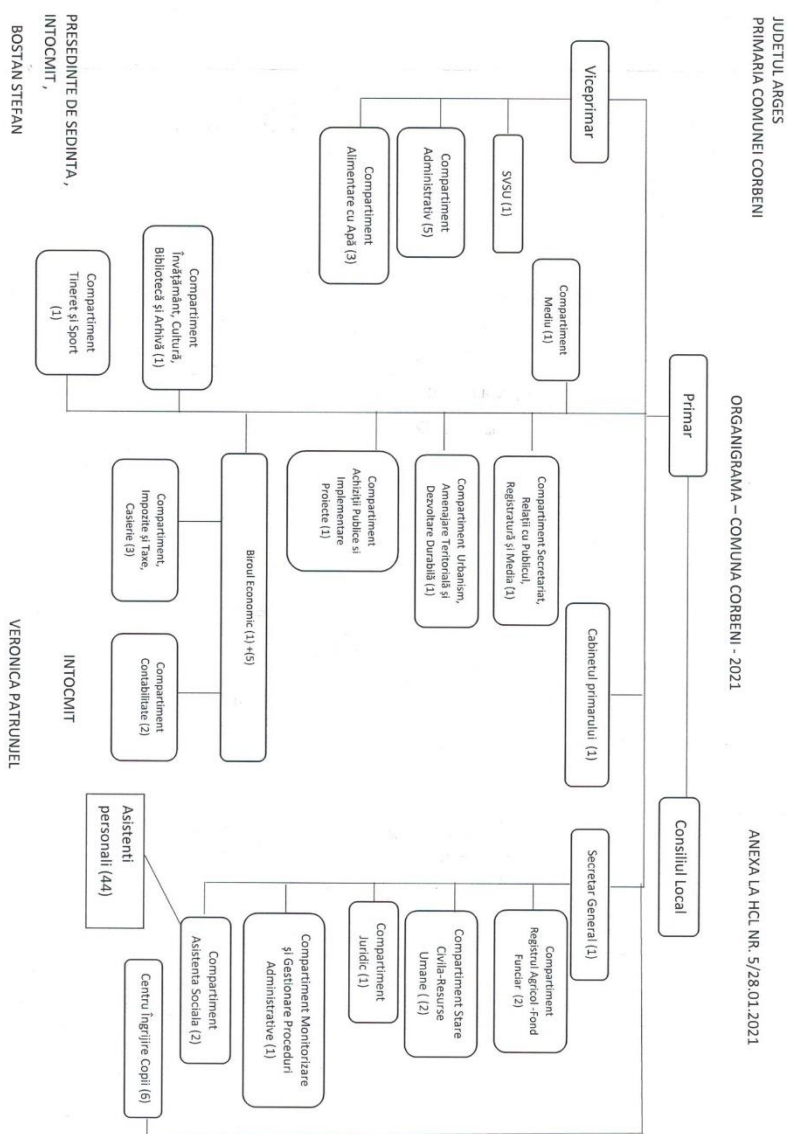 JUDETUL ARGES
PRIMARIA COMUNEI CORBENI
ORGANIGRAMA – COMUNA CORBENI - 2021
ANEXA LA HCL NR. 5/28.01.2021
Primar
Consiliul Local
Viceprimar
Cabinetul primarului (1)
Secretar General (1)
SVSU (1)
Compartiment
Administrativ (5)
Compartiment
Alimentare cu Apă (3)
Compartiment
Mediu (1)
Compartiment
Învățământ, Cultură,
Bibliotecă și Arhivă (1)
Compartiment
Tineret și Sport
(1)
Compartiment Secretariat,
Relații cu Publicul,
Registratură și Media (1)
Compartiment Urbanism,
Amenajare Teritorială și
Dezvoltare Durabilă (1)
Compartiment
Achiziții Publice si
Implementare
Proiecte (1)
Biroul Economic (1) +(5)
Compartiment,
Impozite și Taxe,
Casierie (3)
Compartiment
Contabilitate (2)
Compartiment
Registrul Agricol -Fond
Funciar (2)
Compartiment Stare
Civila-Resurse
Umane ( (2)
Compartiment
Juridic (1)
Compartiment Monitorizare
și Gestionare Proceduri
Administrative (1)
Compartiment
Asistenta Sociala (2)
Asistenti
personali (44)
Centru Îngrijire Copii (6)
PRESEDINTE DE SEDINTA ,
INTOCMIT ,
BOSTAN STEFAN
INTOCMIT
VERONICA PATRUNJEL